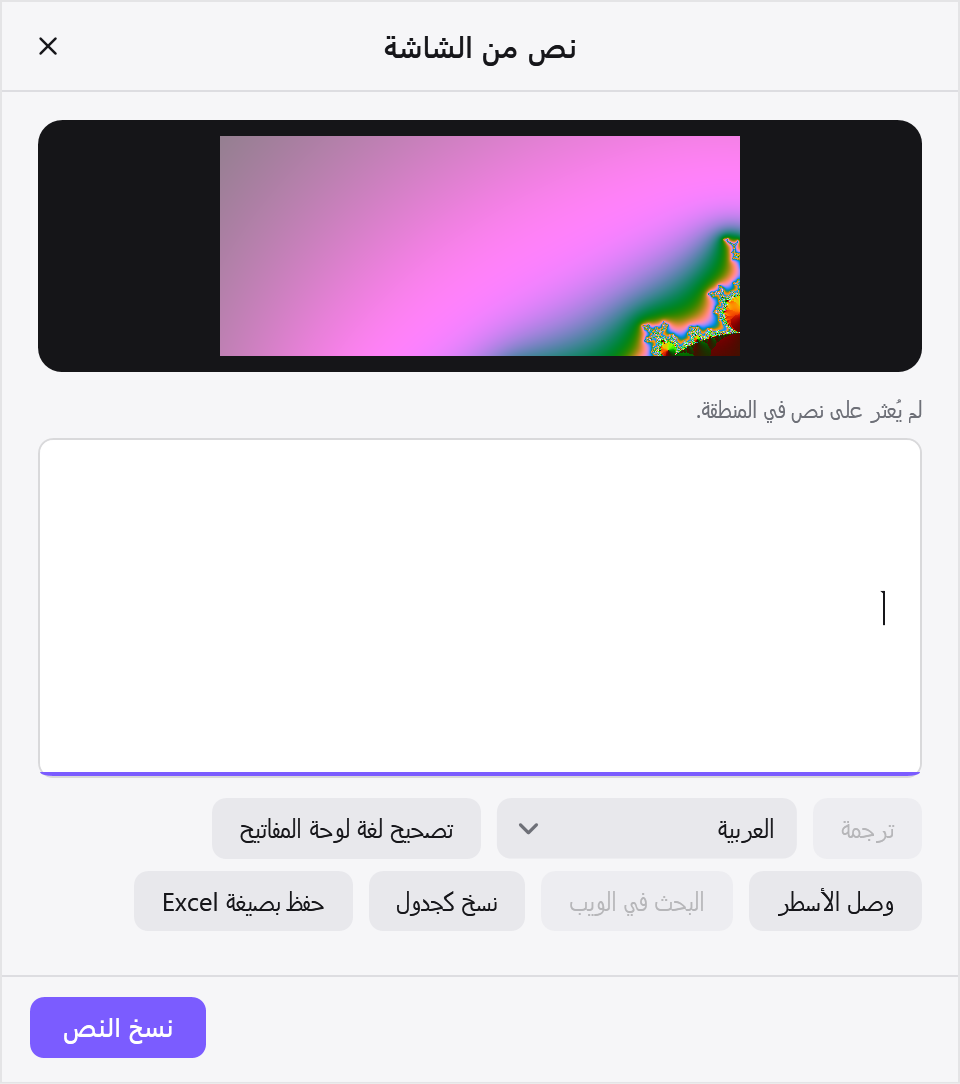 نص من الشاشة
لم يُعثر على نص في المنطقة.
ترجمة
العربية
تصحيح لغة لوحة المفاتيح
وصل الأسطر
البحث في الويب
نسخ كجدول
حفظ بصيغة Excel
نسخ النص